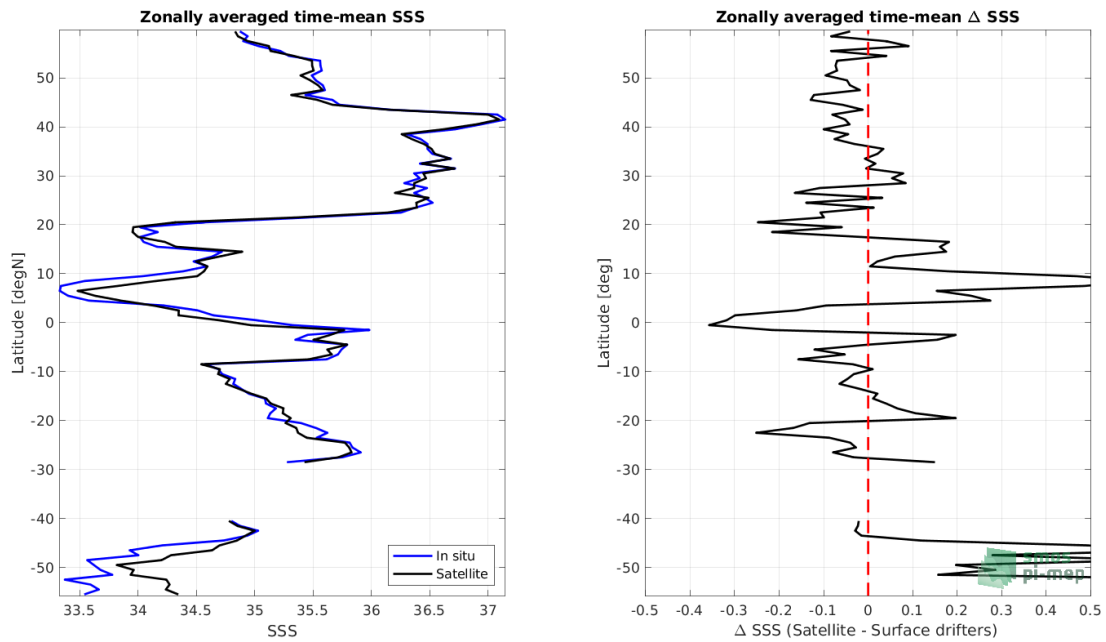 Zonally averaged time-mean SSS
50
40
30
20
10
0
-10
-20
-30
-40
-50
Latitude [degN]
33.5 34 34.5 35 35.5 36 36.5 37
SSS
In situ
Satellite
Zonally averaged time-mean Δ SSS
50
40
30
20
10
0
-10
-20
-30
-40
-50
Latitude [deg]
-0.5 -0.4 -0.3 -0.2 -0.1 0 0.1 0.2 0.3 0.4 0.5
Δ SSS (Satellite - Surface drifters)
smos
pi-mep